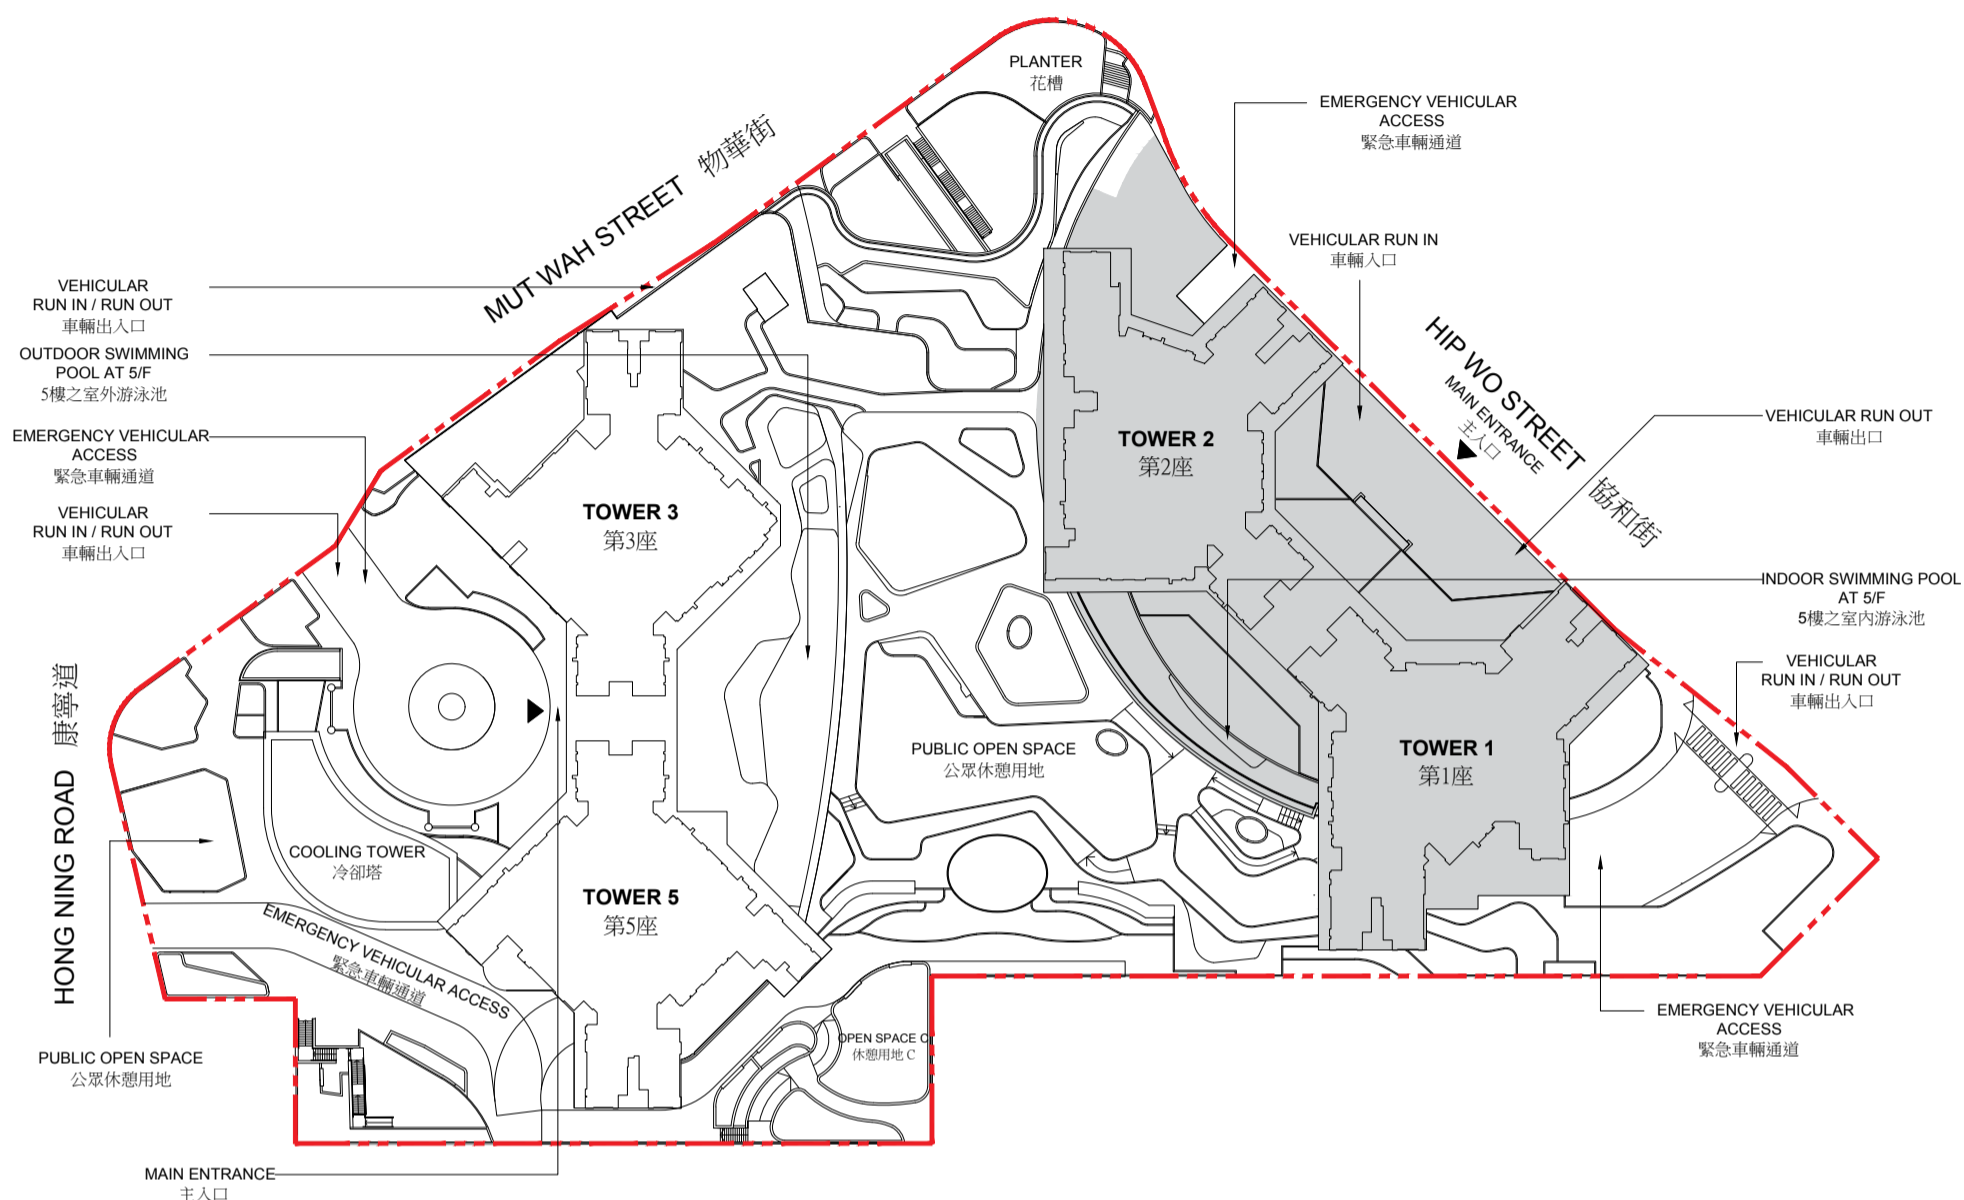 PLANTER
花槽
EMERGENCY VEHICULAR
ACCESS
緊急車輛通道
MUT WAH STREET 物華街
VEHICULAR RUN IN
車輛入口
VEHICULAR
RUN IN / RUN OUT
車輛出入口
OUTDOOR SWIMMING
POOL AT 5/F
5樓之室外游泳池
EMERGENCY VEHICULAR
ACCESS
緊急車輛通道
VEHICULAR
RUN IN / RUN OUT
車輛出入口
HIP WO STREET 協和街
MAIN ENTRANCE
主入口
VEHICULAR RUN OUT
車輛出口
TOWER 2
第2座
TOWER 3
第3座
INDOOR SWIMMING POOL
AT 5/F
5樓之室內游泳池
VEHICULAR
RUN IN / RUN OUT
車輛出入口
HONG NING ROAD 康寧道
PUBLIC OPEN SPACE
公眾休憩用地
TOWER 1
第1座
COOLING TOWER
冷卻塔
TOWER 5
第5座
EMERGENCY VEHICULAR ACCESS
緊急車輛通道
OPEN SPACE C
休憩用地 C
EMERGENCY VEHICULAR
ACCESS
緊急車輛通道
PUBLIC OPEN SPACE
公眾休憩用地
MAIN ENTRANCE
主入口